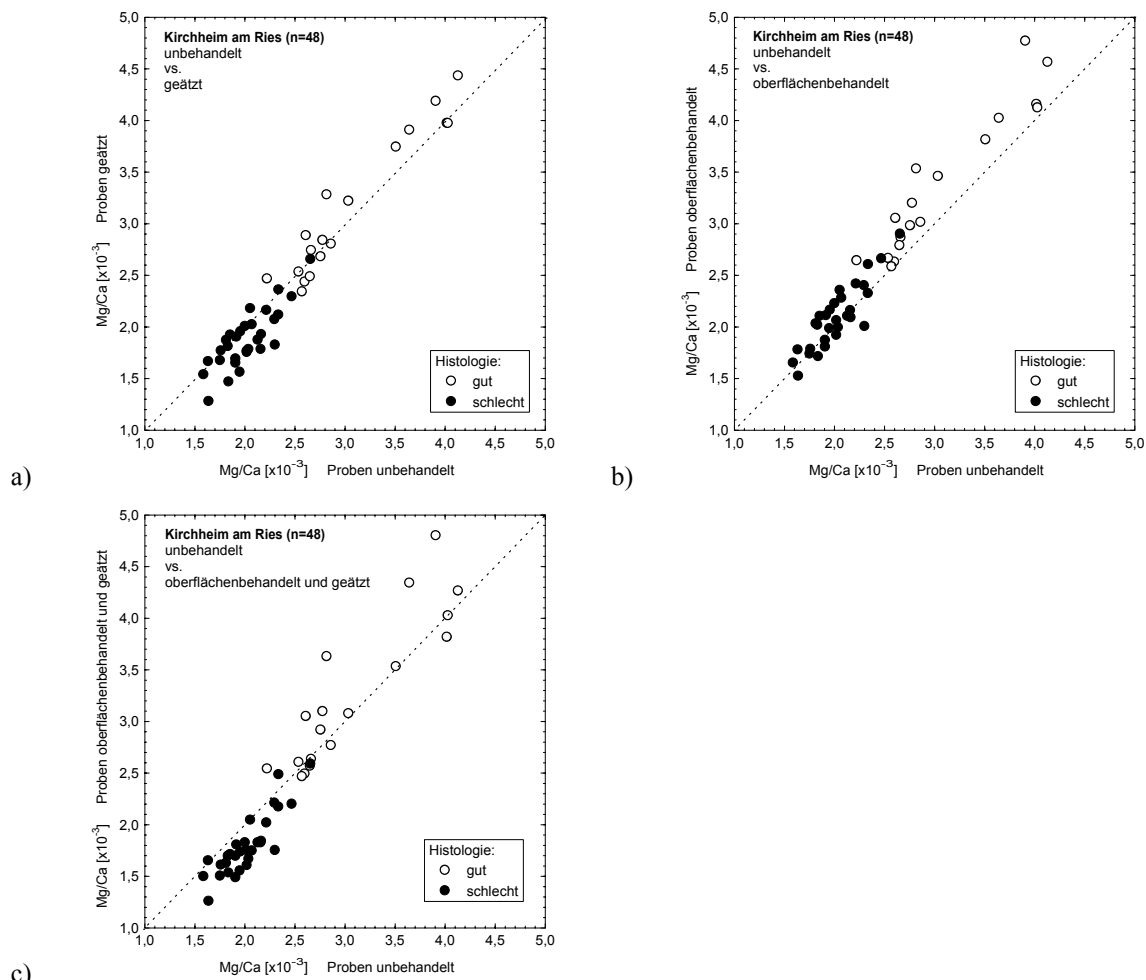 Kirchheim am Ries (n=48)
unbehandelt
vs.
geätzt
Mg/Ca [x10⁻³] Proben geätzt
5,0
4,5
4,0
3,5
3,0
2,5
2,0
1,5
1,0
Histologie:
gut
schlecht
1,0 1,5 2,0 2,5 3,0 3,5 4,0 4,5 5,0
Mg/Ca [x10⁻³] Proben unbehandelt
a)
Kirchheim am Ries (n=48)
unbehandelt
vs.
oberflächenbehandelt
Mg/Ca [x10⁻³] Proben oberflächenbehandelt
5,0
4,5
4,0
3,5
3,0
2,5
2,0
1,5
1,0
Histologie:
gut
schlecht
1,0 1,5 2,0 2,5 3,0 3,5 4,0 4,5 5,0
Mg/Ca [x10⁻³] Proben unbehandelt
b)
Kirchheim am Ries (n=48)
unbehandelt
vs.
oberflächenbehandelt und geätzt
Mg/Ca [x10⁻³] Proben oberflächenbehandelt und geätzt
5,0
4,5
4,0
3,5
3,0
2,5
2,0
1,5
1,0
Histologie:
gut
schlecht
1,0 1,5 2,0 2,5 3,0 3,5 4,0 4,5 5,0
Mg/Ca [x10⁻³] Proben unbehandelt
c)